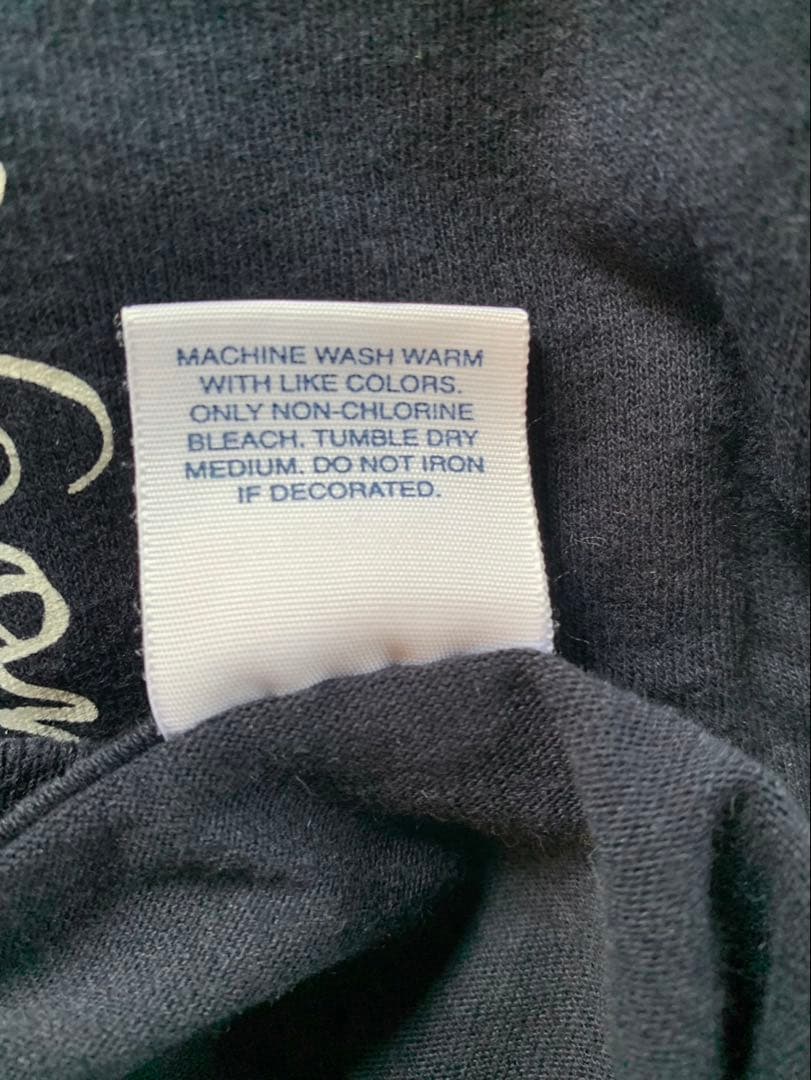 MACHINE WASH WARM
WITH LIKE COLORS.
ONLY NON-CHLORINE
BLEACH. TUMBLE DRY
MEDIUM. DO NOT IRON
IF DECORATED.